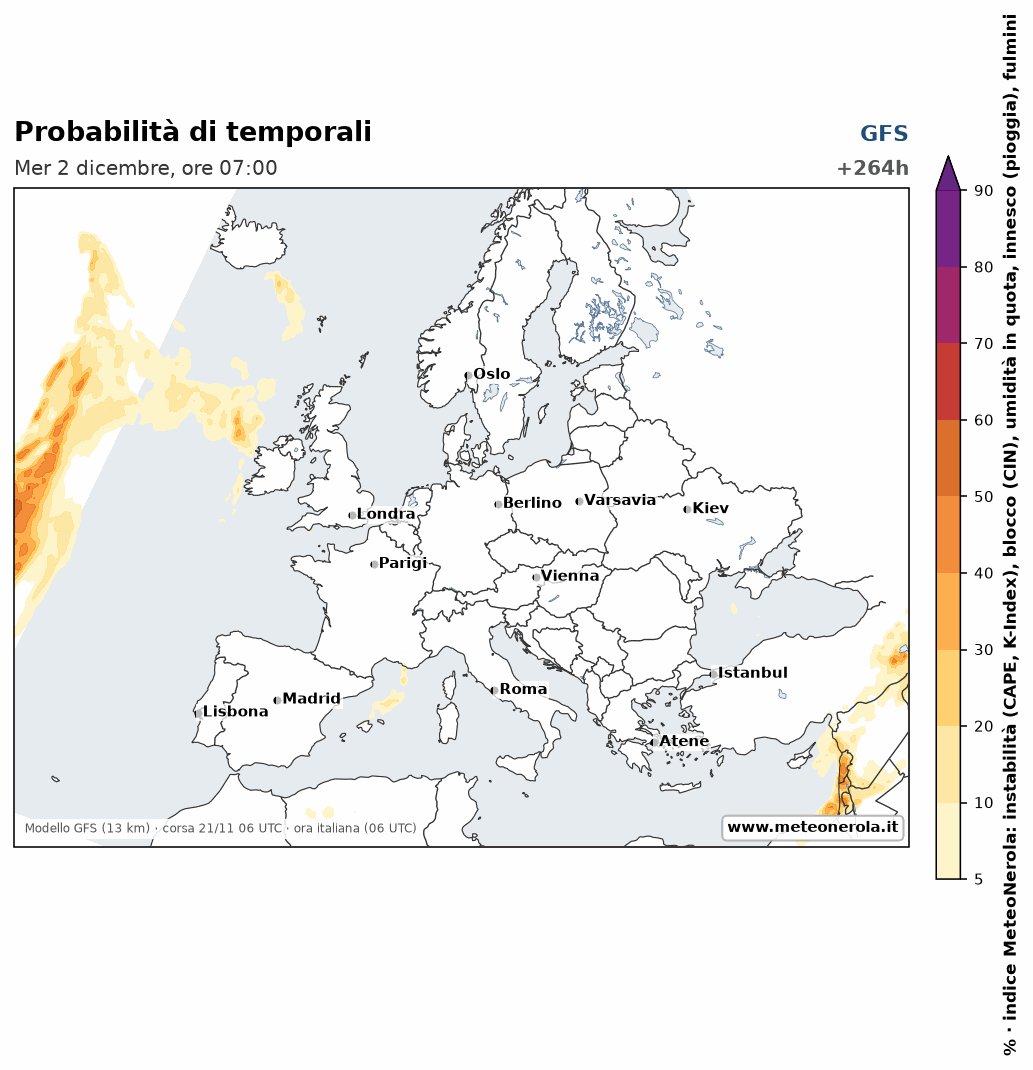 Probabilità di temporali
GFS
Mer 2 dicembre, ore 07:00
+264h
Oslo
Londra
Berlino
Varsavia
Kiev
Parigi
Vienna
Madrid
Lisbona
Roma
Istanbul
Atene
Modello GFS (13 km) · corsa 21/11 06 UTC · ora italiana (06 UTC)
www.meteonerola.it
90
80
70
60
50
40
30
20
10
5
% · indice MeteoNerola: instabilità (CAPE, K-Index), blocco (CIN), umidità in quota, innesco (pioggia), fulmini